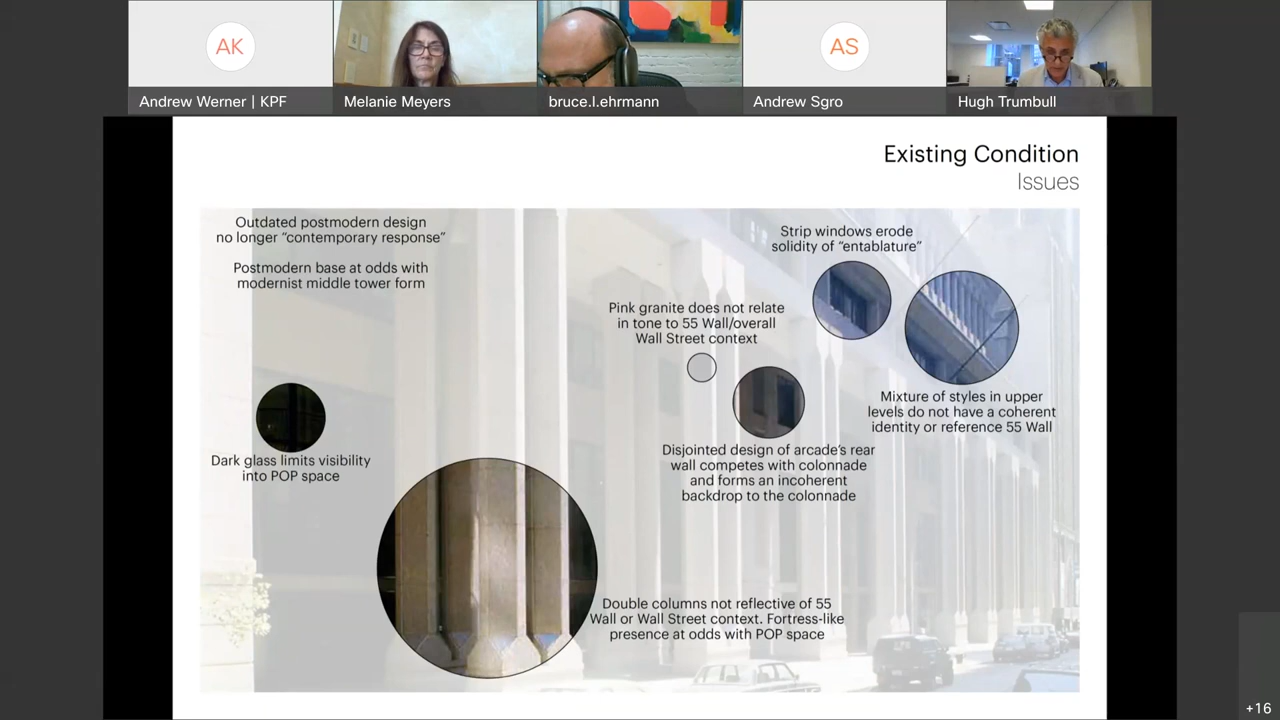 AK
Andrew Werner | KPF
Melanie Meyers
bruce.l.ehrmann
AS
Andrew Sgro
Hugh Trumbull
Existing Condition
Issues
Outdated postmodern design
no longer “contemporary response”
Postmodern base at odds with
modernist middle tower form
Strip windows erode
solidity of “entablature”
Pink granite does not relate
in tone to 55 Wall/overall
Wall Street context
Mixture of styles in upper
levels do not have a coherent
identity or reference 55 Wall
Dark glass limits visibility
into POP space
Disjointed design of arcade’s rear
wall competes with colonnade
and forms an incoherent
backdrop to the colonnade
Double columns not reflective of 55
Wall or Wall Street context. Fortress-like
presence at odds with POP space
+16